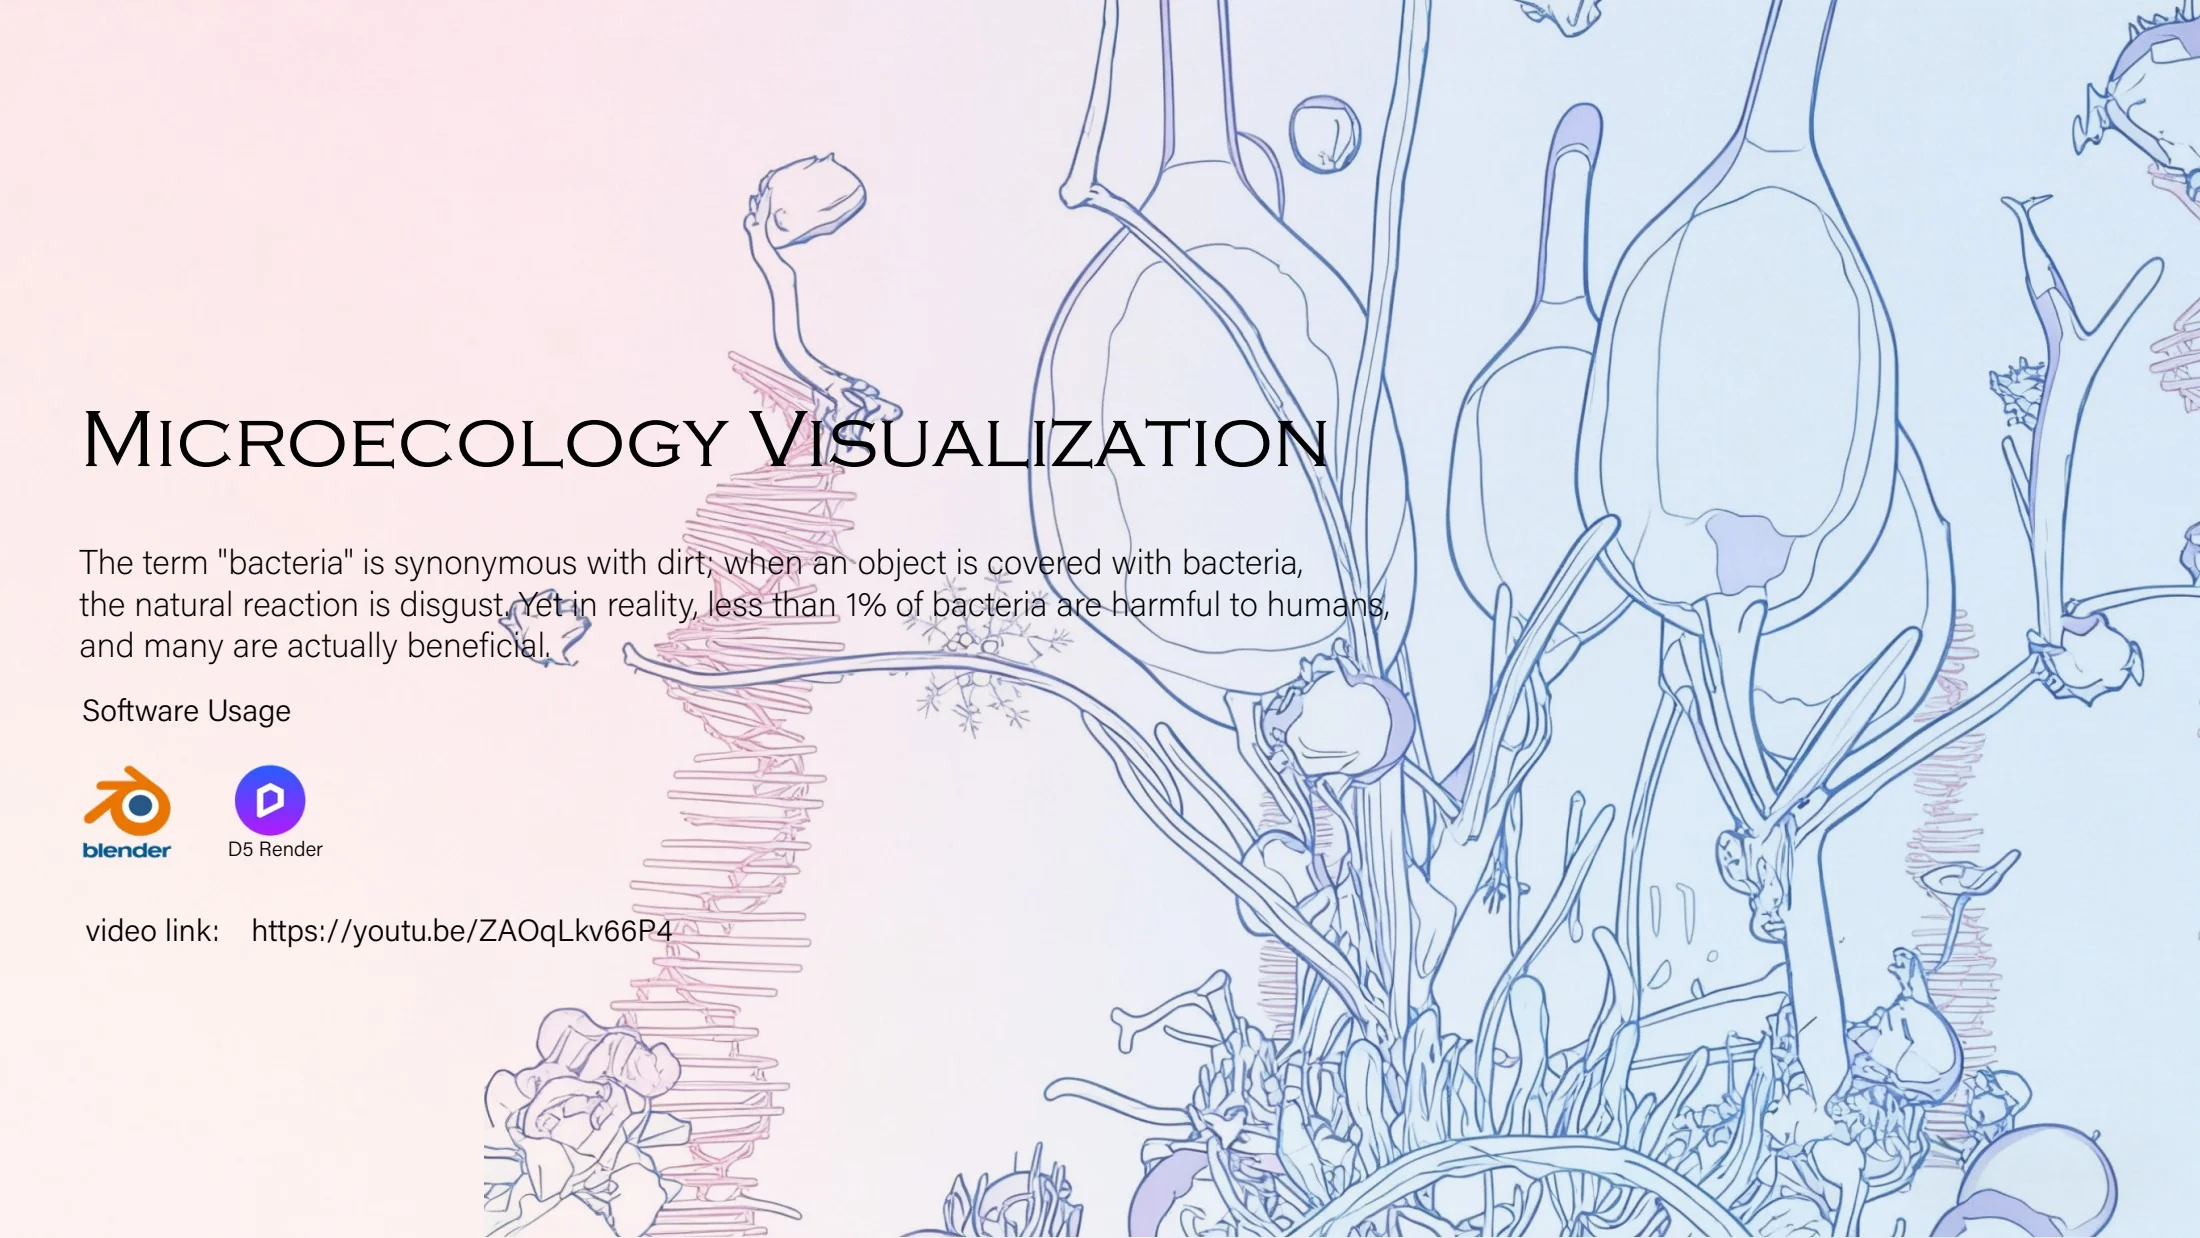 Microecology Visualization
The term "bacteria" is synonymous with dirt; when an object is covered with bacteria,
the natural reaction is disgust. Yet in reality, less than 1% of bacteria are harmful to humans,
and many are actually beneficial.
Software Usage
blender
D5 Render
video link: https://youtu.be/ZAOqLkv66P4